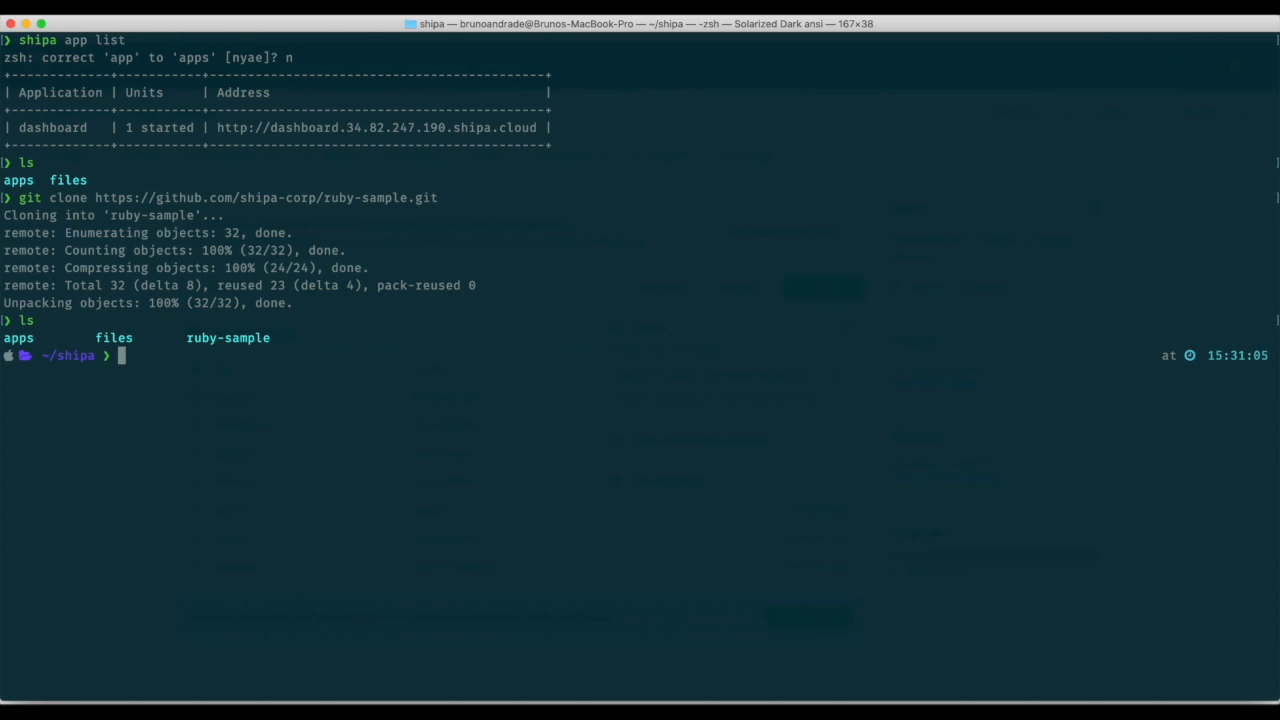 shipa — brunoandrade@Brunos-MacBook-Pro — ~/shipa — -zsh — Solarized Dark ansi — 167×38
❯ shipa app list
zsh: correct 'app' to 'apps' [nyae]? n
+-------------+-----------+--------------------------------------------+
| Application | Units     | Address                                    |
+-------------+-----------+--------------------------------------------+
| dashboard   | 1 started | http://dashboard.34.82.247.190.shipa.cloud |
+-------------+-----------+--------------------------------------------+
❯ ls
apps  files
❯ git clone https://github.com/shipa-corp/ruby-sample.git
Cloning into 'ruby-sample'...
remote: Enumerating objects: 32, done.
remote: Counting objects: 100% (32/32), done.
remote: Compressing objects: 100% (24/24), done.
remote: Total 32 (delta 8), reused 23 (delta 4), pack-reused 0
Unpacking objects: 100% (32/32), done.
❯ ls
apps        files       ruby-sample
~/shipa ❯ at 15:31:05